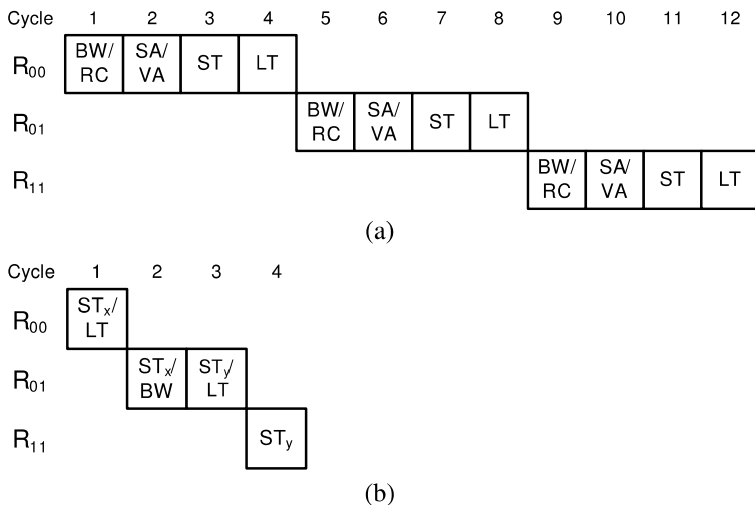 Cycle 1 2 3 4 5 6 7 8 9 10 11 12
R00 BW/RC SA/VA ST LT
R01 BW/RC SA/VA ST LT
R11 BW/RC SA/VA ST LT
(a)
Cycle 1 2 3 4
R00 STx/LT
R01 STx/BW STy/LT
R11 STy
(b)